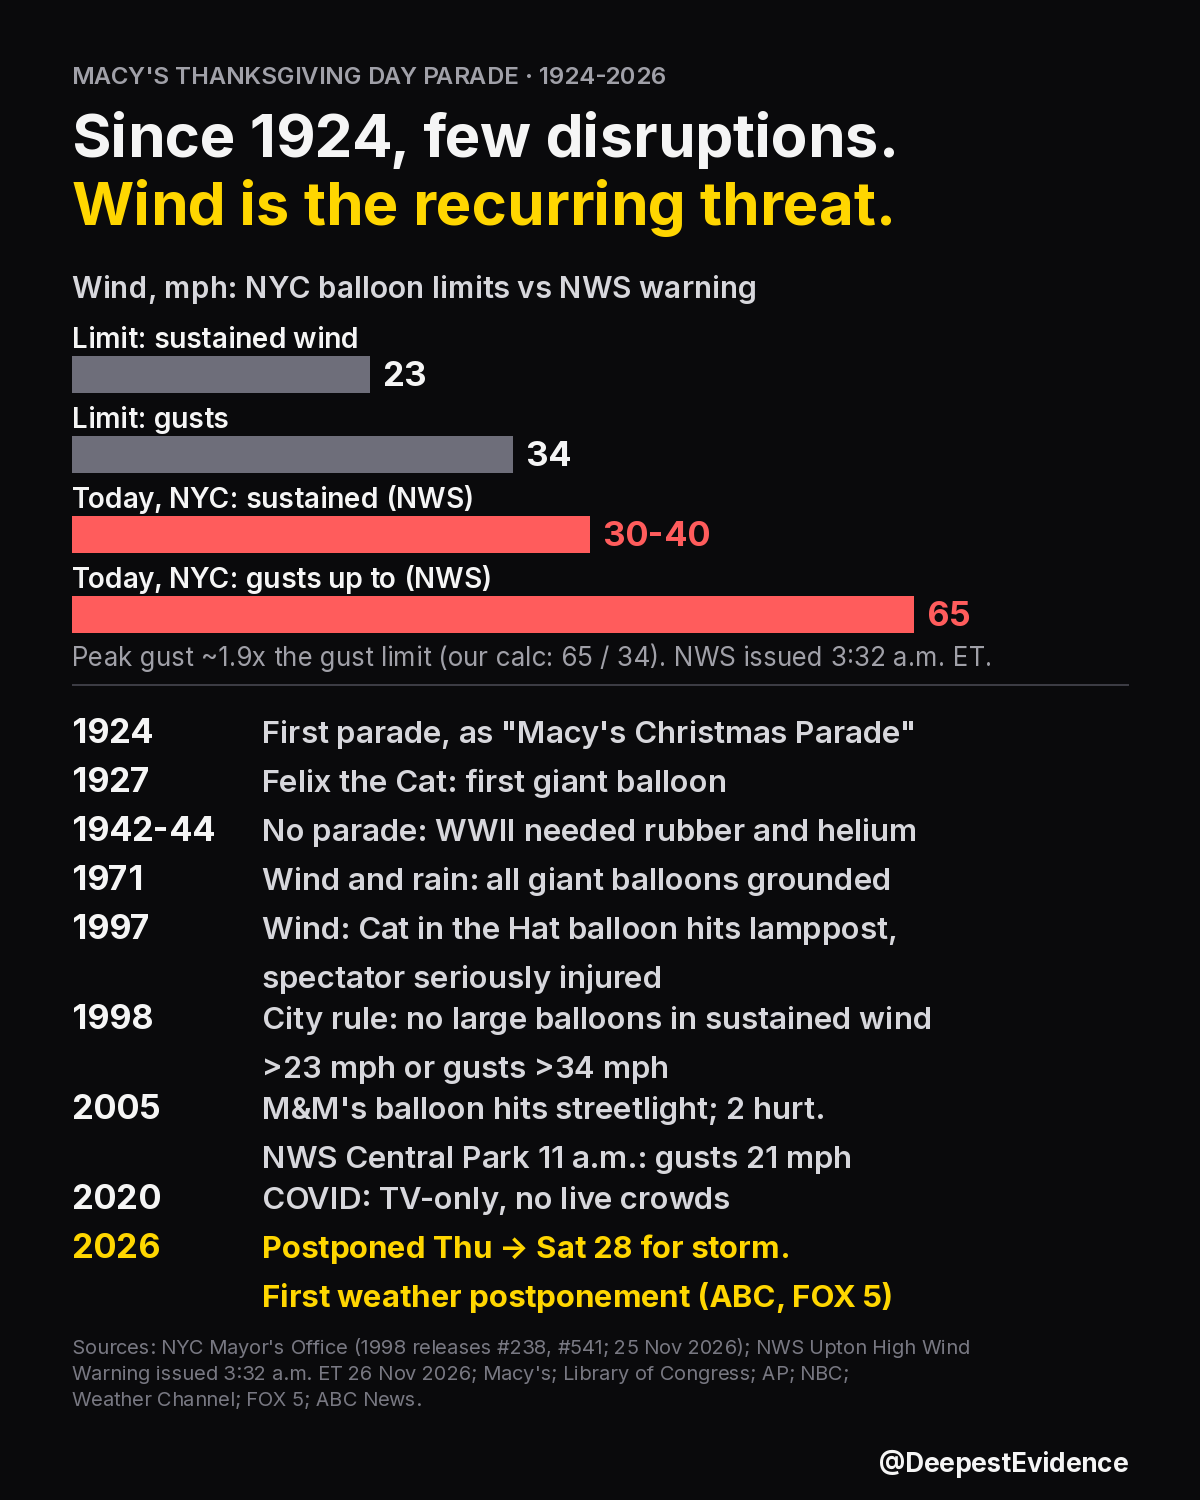 MACY'S THANKSGIVING DAY PARADE · 1924-2026
Since 1924, few disruptions.
Wind is the recurring threat.
Wind, mph: NYC balloon limits vs NWS warning
Limit: sustained wind
23
Limit: gusts
34
Today, NYC: sustained (NWS)
30-40
Today, NYC: gusts up to (NWS)
65
Peak gust ~1.9x the gust limit (our calc: 65 / 34). NWS issued 3:32 a.m. ET.
1924 First parade, as "Macy's Christmas Parade"
1927 Felix the Cat: first giant balloon
1942-44 No parade: WWII needed rubber and helium
1971 Wind and rain: all giant balloons grounded
1997 Wind: Cat in the Hat balloon hits lamppost,
spectator seriously injured
1998 City rule: no large balloons in sustained wind
>23 mph or gusts >34 mph
2005 M&M's balloon hits streetlight; 2 hurt.
NWS Central Park 11 a.m.: gusts 21 mph
2020 COVID: TV-only, no live crowds
2026 Postponed Thu → Sat 28 for storm.
First weather postponement (ABC, FOX 5)
Sources: NYC Mayor's Office (1998 releases #238, #541; 25 Nov 2026); NWS Upton High Wind
Warning issued 3:32 a.m. ET 26 Nov 2026; Macy's; Library of Congress; AP; NBC;
Weather Channel; FOX 5; ABC News.
@DeepestEvidence